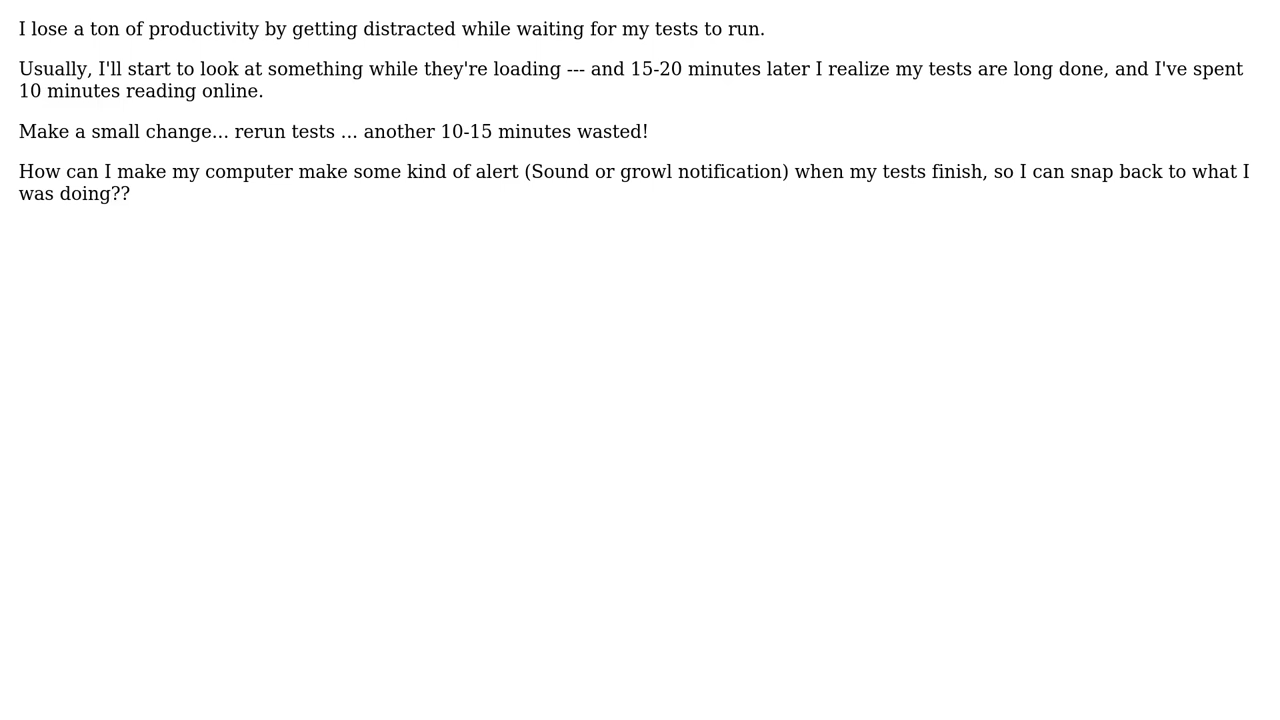 I lose a ton of productivity by getting distracted while waiting for my tests to run.
Usually, I'll start to look at something while they're loading --- and 15-20 minutes later I realize my tests are long done, and I've spent
10 minutes reading online.
Make a small change... rerun tests ... another 10-15 minutes wasted!
How can I make my computer make some kind of alert (Sound or growl notification) when my tests finish, so I can snap back to what I
was doing??